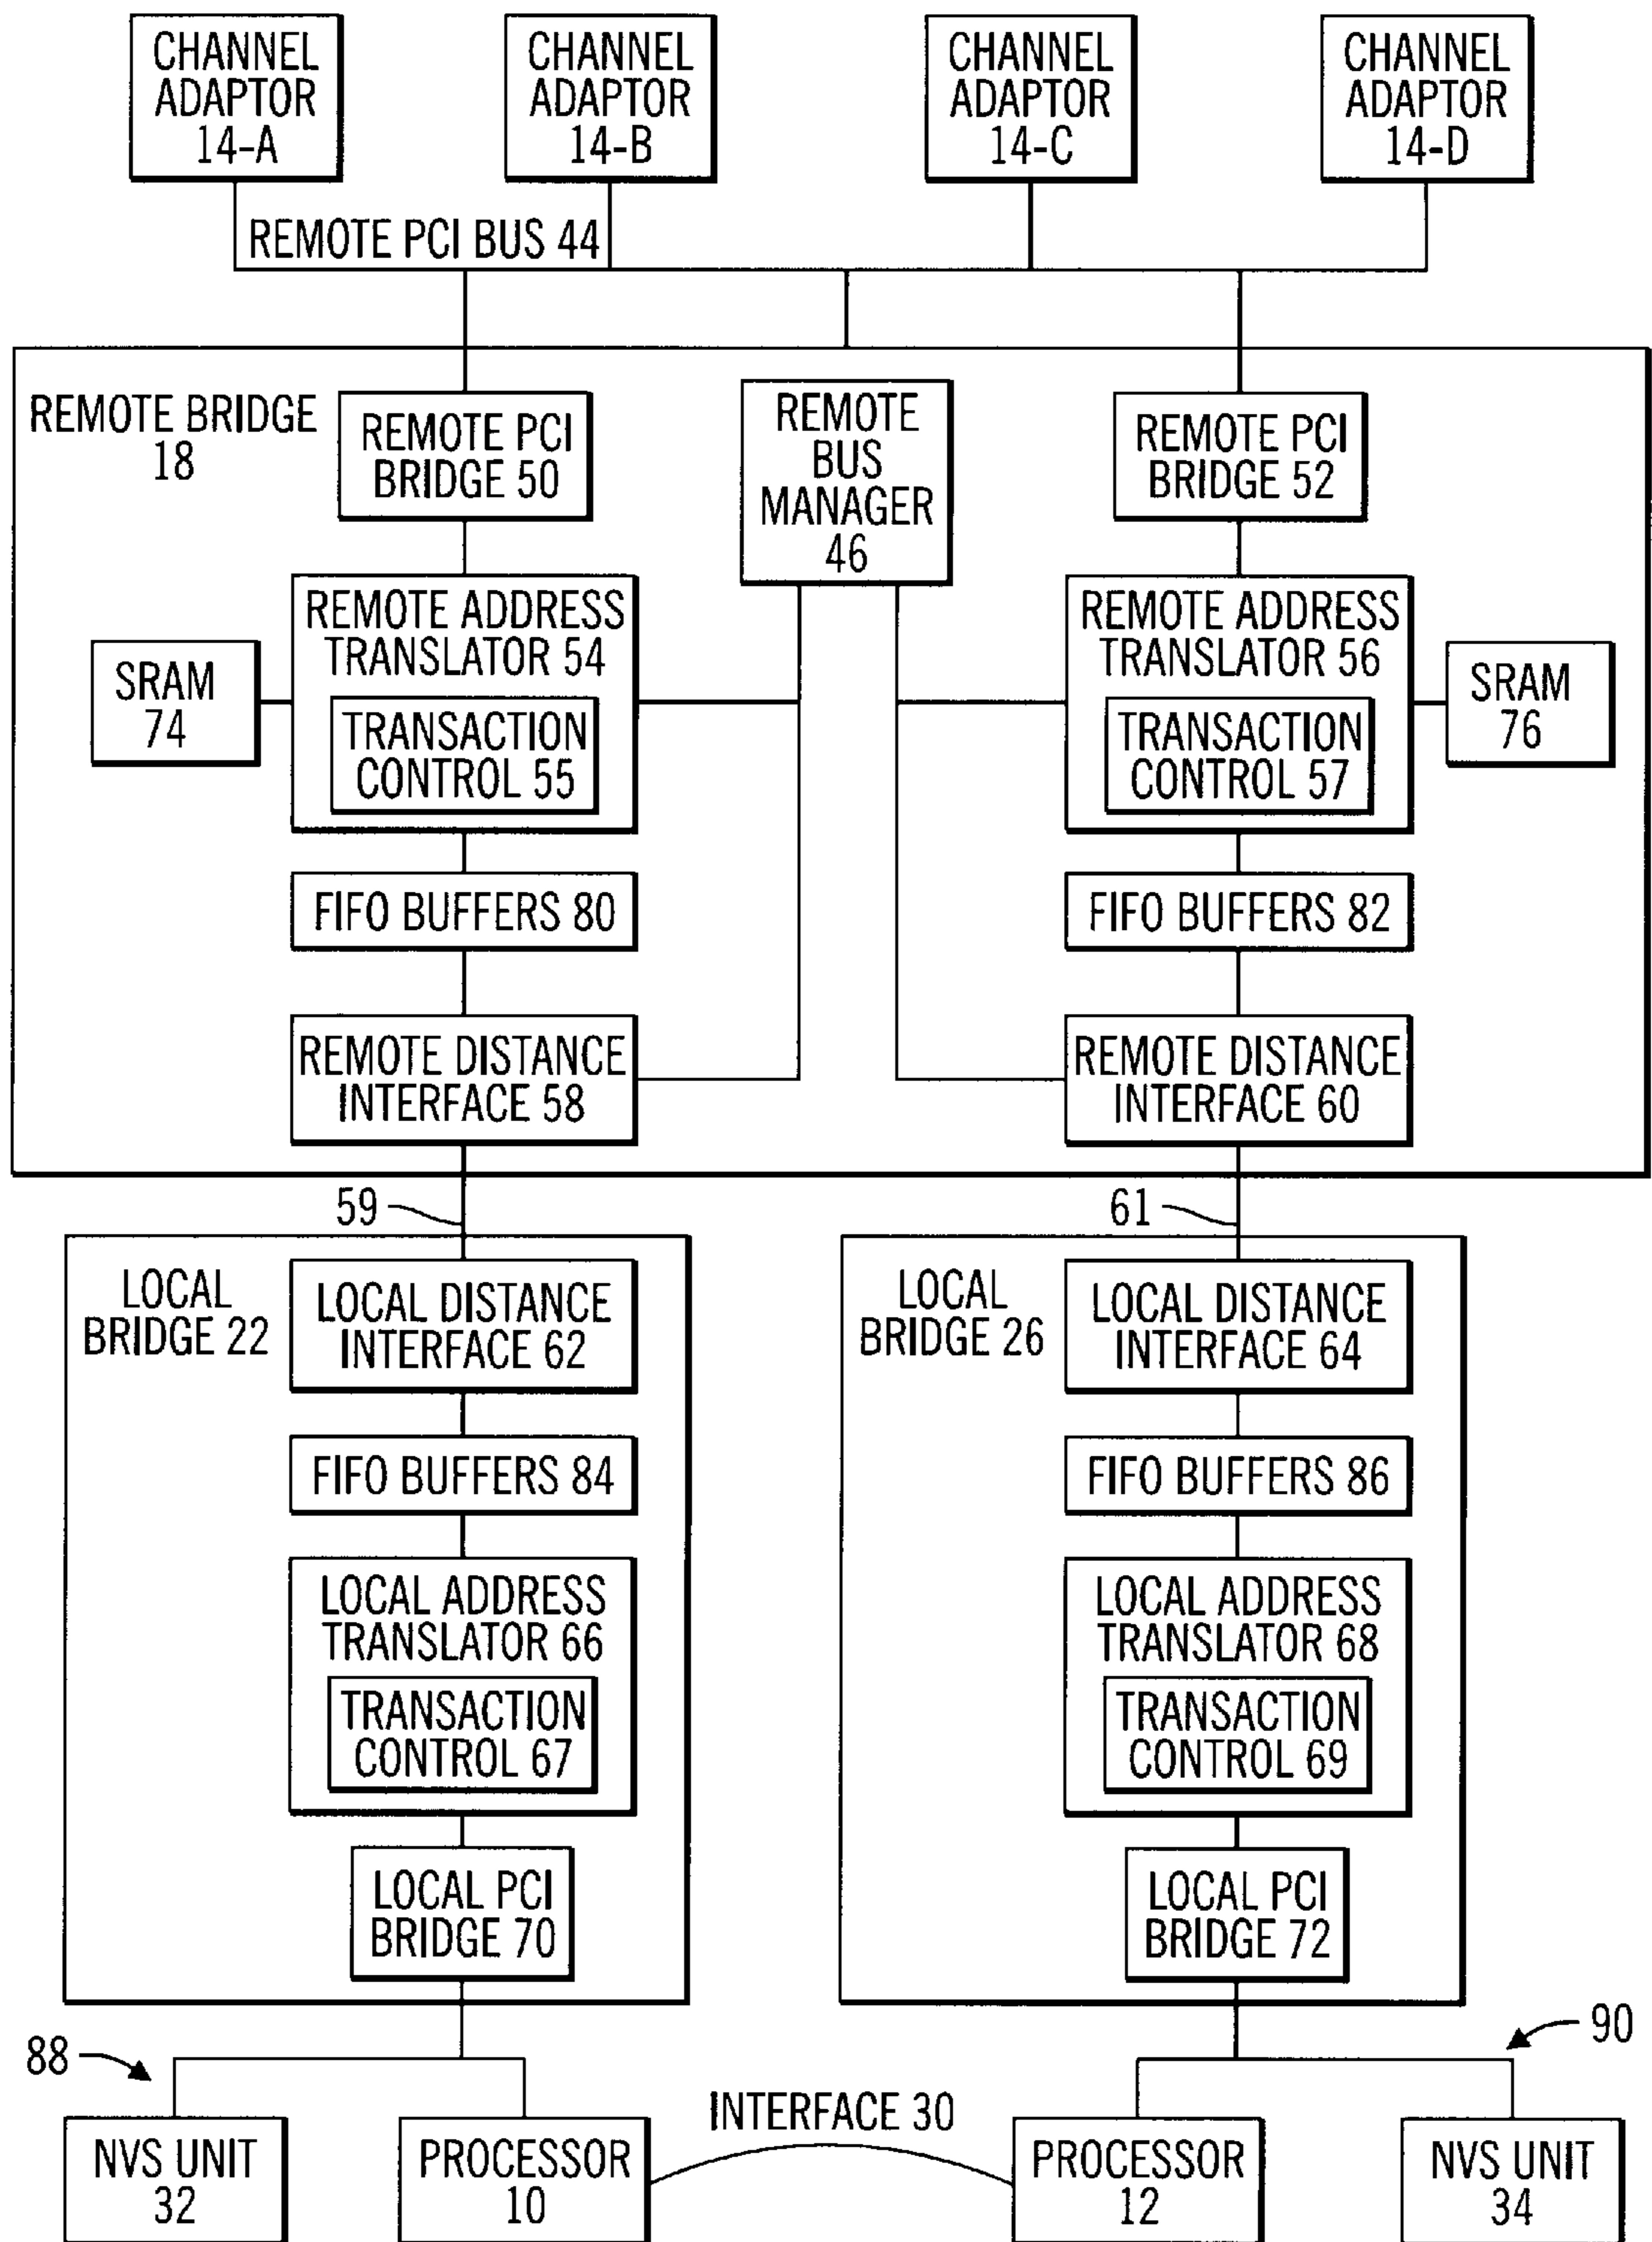 CHANNEL
ADAPTOR
14-A
CHANNEL
ADAPTOR
14-B
CHANNEL
ADAPTOR
14-C
CHANNEL
ADAPTOR
14-D
REMOTE PCI BUS 44
REMOTE BRIDGE
18
REMOTE PCI
BRIDGE 50
REMOTE
BUS
MANAGER
46
REMOTE PCI
BRIDGE 52
REMOTE ADDRESS
TRANSLATOR 54
TRANSACTION
CONTROL 55
SRAM
74
REMOTE ADDRESS
TRANSLATOR 56
TRANSACTION
CONTROL 57
SRAM
76
FIFO BUFFERS 80
FIFO BUFFERS 82
REMOTE DISTANCE
INTERFACE 58
REMOTE DISTANCE
INTERFACE 60
59
61
LOCAL
BRIDGE 22
LOCAL DISTANCE
INTERFACE 62
LOCAL
BRIDGE 26
LOCAL DISTANCE
INTERFACE 64
FIFO BUFFERS 84
FIFO BUFFERS 86
LOCAL ADDRESS
TRANSLATOR 66
TRANSACTION
CONTROL 67
LOCAL ADDRESS
TRANSLATOR 68
TRANSACTION
CONTROL 69
LOCAL PCI
BRIDGE 70
LOCAL PCI
BRIDGE 72
88
90
INTERFACE 30
NVS UNIT
32
PROCESSOR
10
PROCESSOR
12
NVS UNIT
34